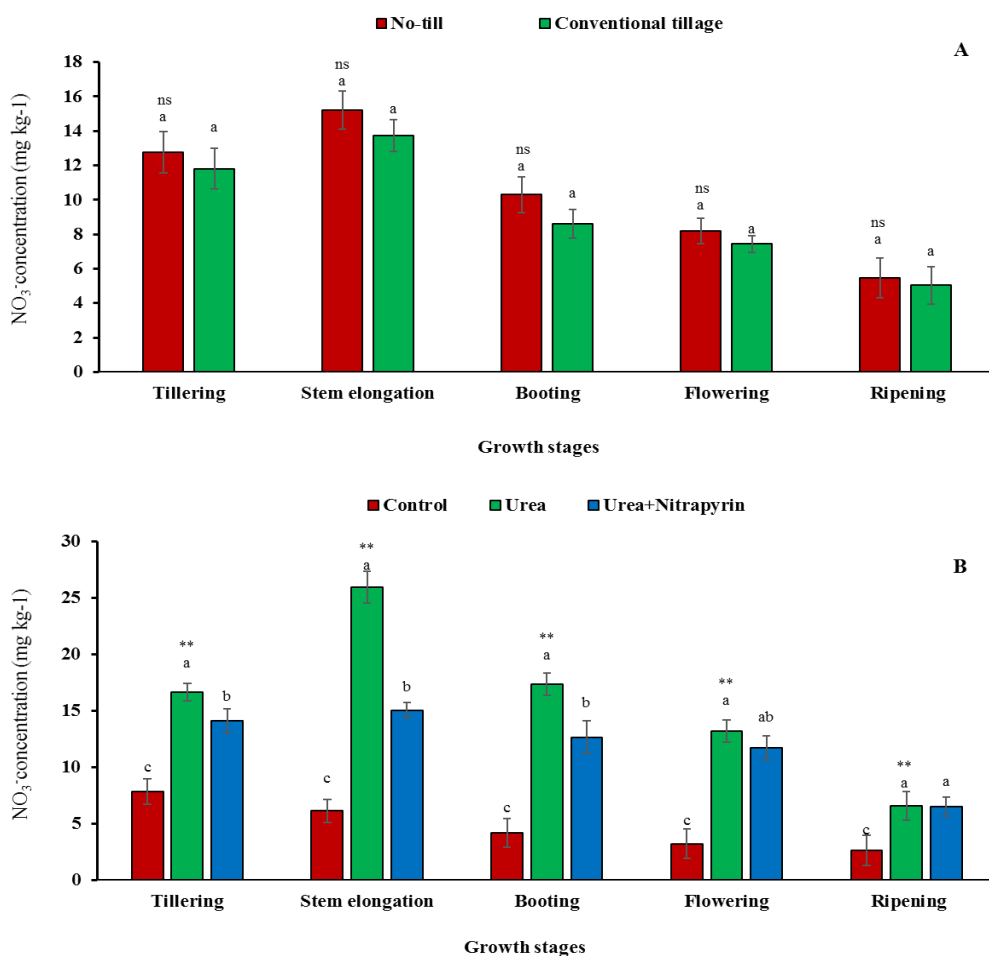 No-till Conventional tillage
A
NO3-concentration (mg kg-1)
18
16
14
12
10
8
6
4
2
0
ns ns ns ns ns
a a a a a a a a a a
Tillering Stem elongation Booting Flowering Ripening
Growth stages
Control Urea Urea+Nitrapyrin
B
NO3-concentration (mg kg-1)
30
25
20
15
10
5
0
** ** ** ** **
c a b c a b c a b c a ab c a a
Tillering Stem elongation Booting Flowering Ripening
Growth stages